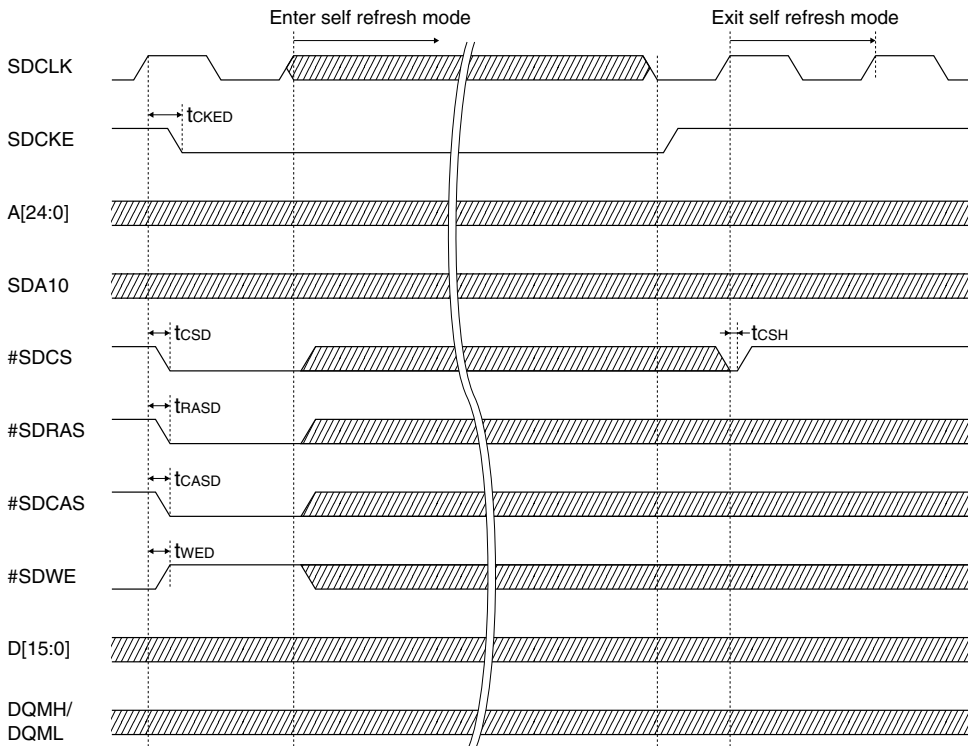 Enter self refresh mode Exit self refresh mode
SDCLK
tCKED
SDCKE
A[24:0]
SDA10
tCSD tCSH
#SDCS
tRASD
#SDRAS
tCASD
#SDCAS
tWED
#SDWE
D[15:0]
DQMH/
DQML